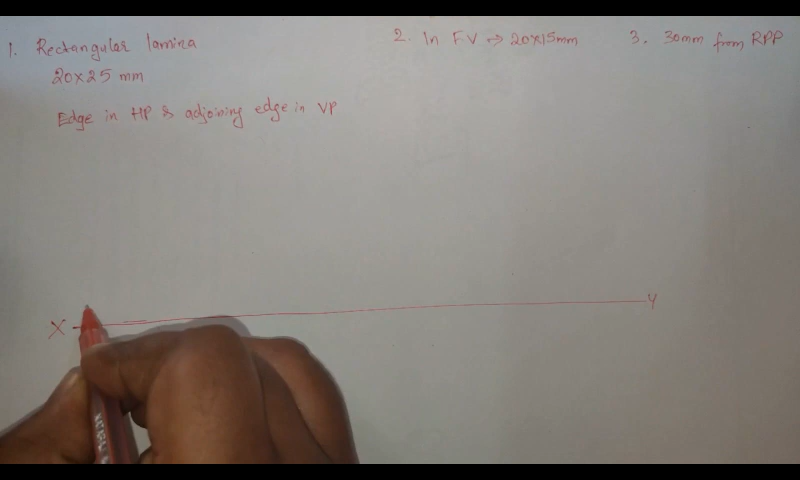 1. Rectangular lamina
20x25 mm
Edge in HP & adjoining edge in VP
2. In FV → 20x15mm
3. 30mm from RPP
X
Y